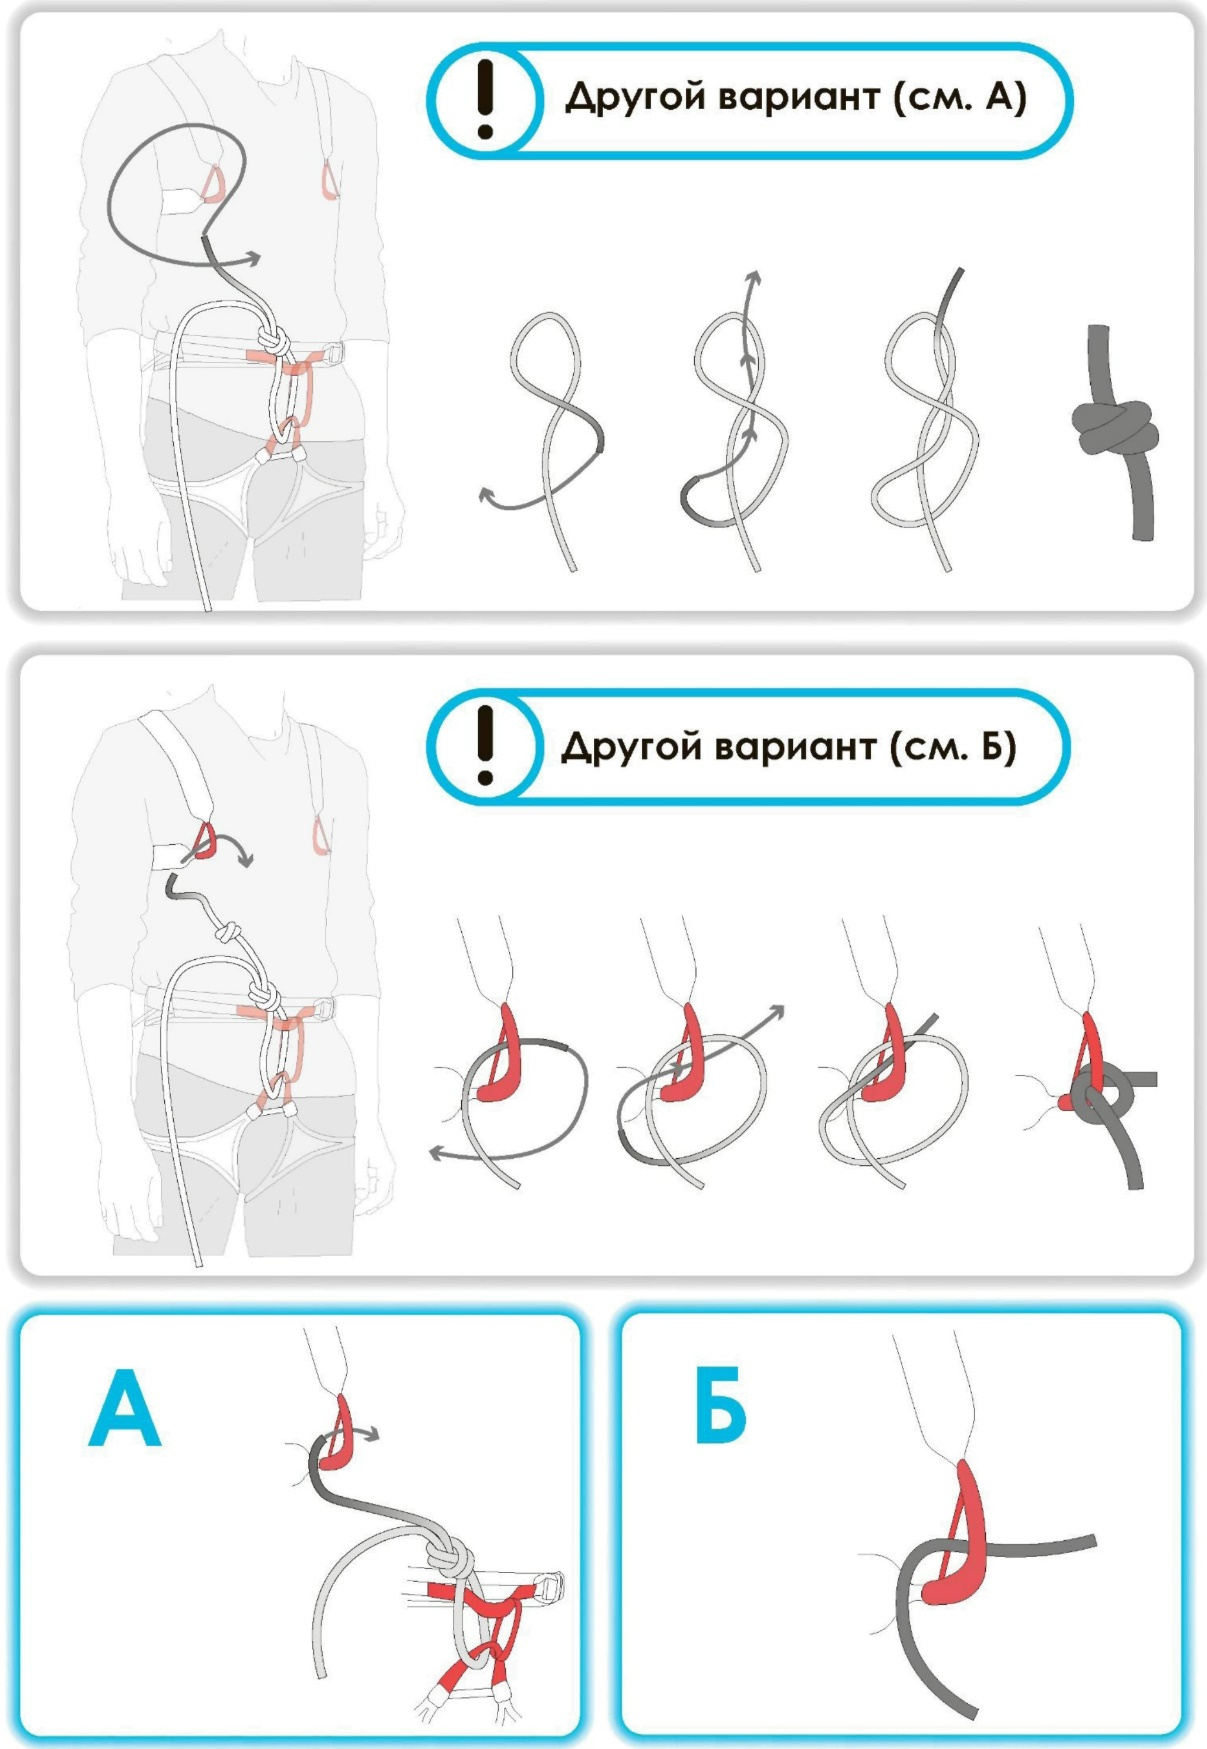 ! Другой вариант (см. А)
! Другой вариант (см. Б)
А
Б